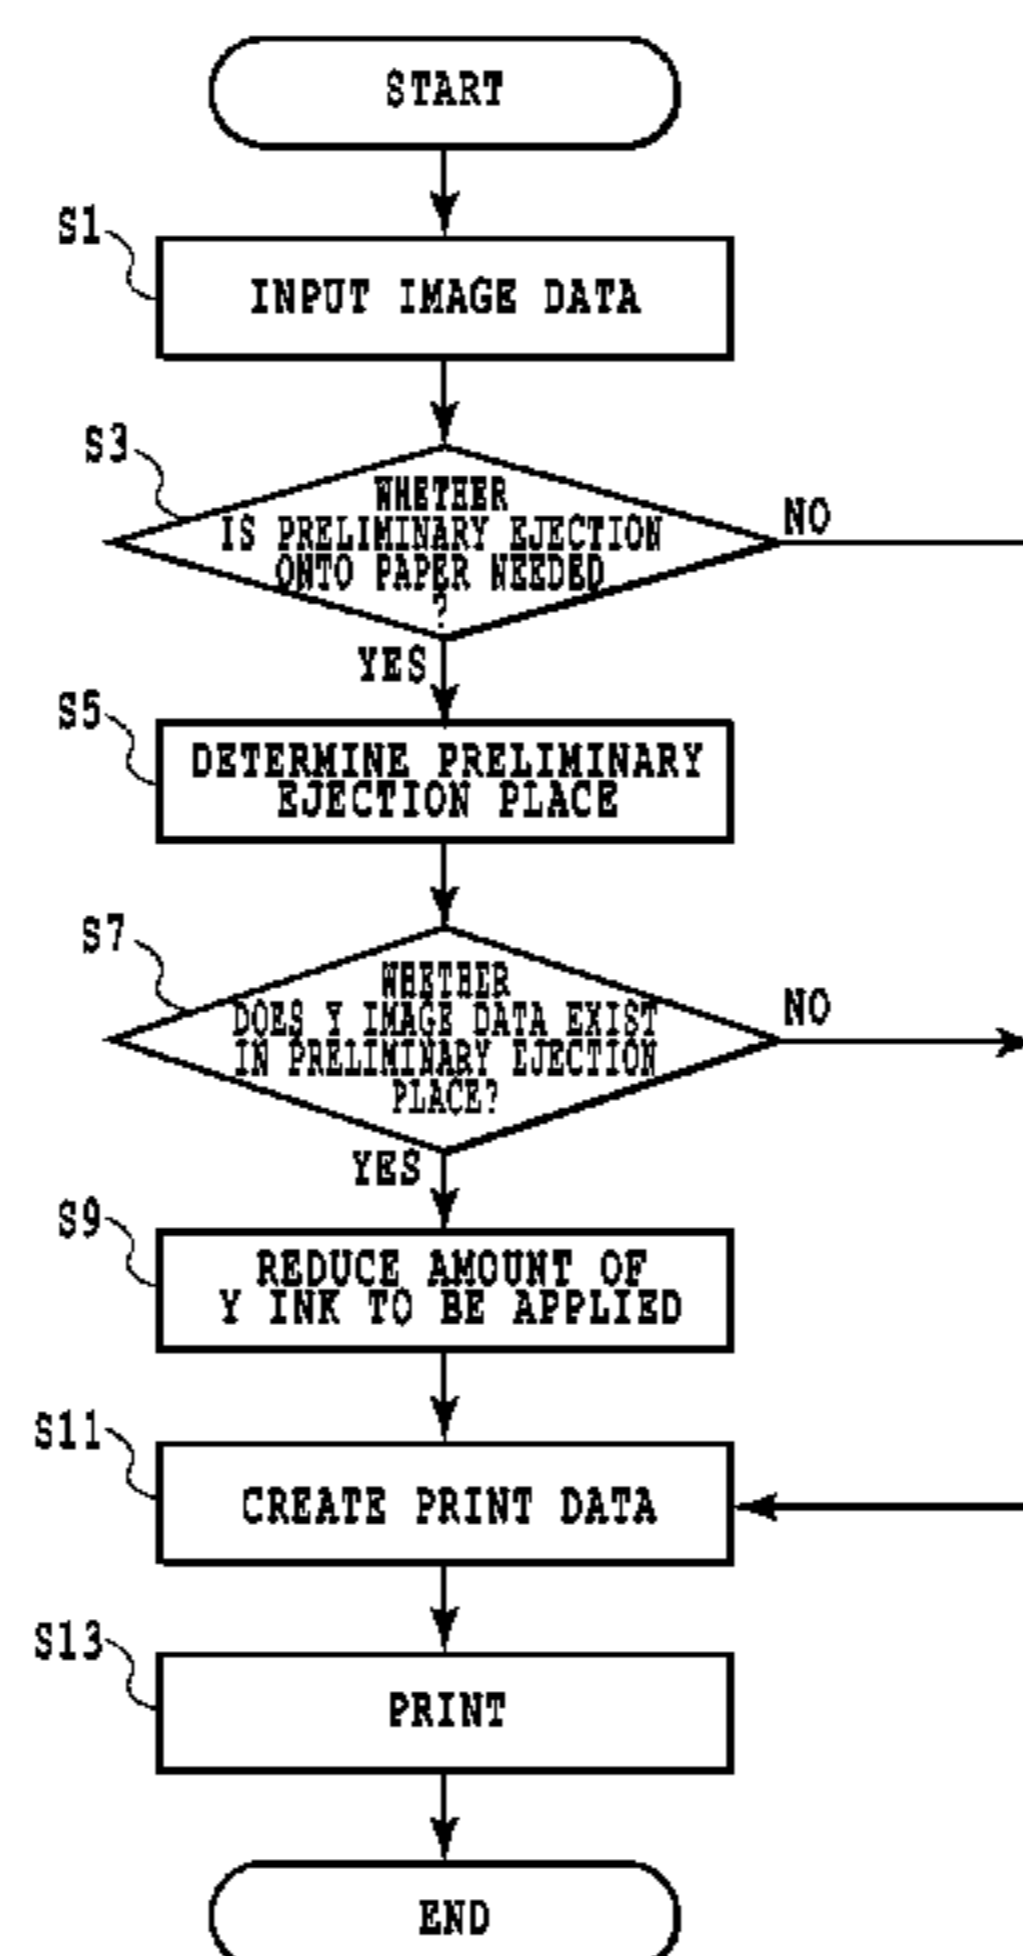 START
S1
INPUT IMAGE DATA
S3
WHETHER
IS PRELIMINARY EJECTION
ONTO PAPER NEEDED
?
NO
YES
S5
DETERMINE PRELIMINARY
EJECTION PLACE
S7
WHETHER
DOES Y IMAGE DATA EXIST
IN PRELIMINARY EJECTION
PLACE?
NO
YES
S9
REDUCE AMOUNT OF
Y INK TO BE APPLIED
S11
CREATE PRINT DATA
S13
PRINT
END